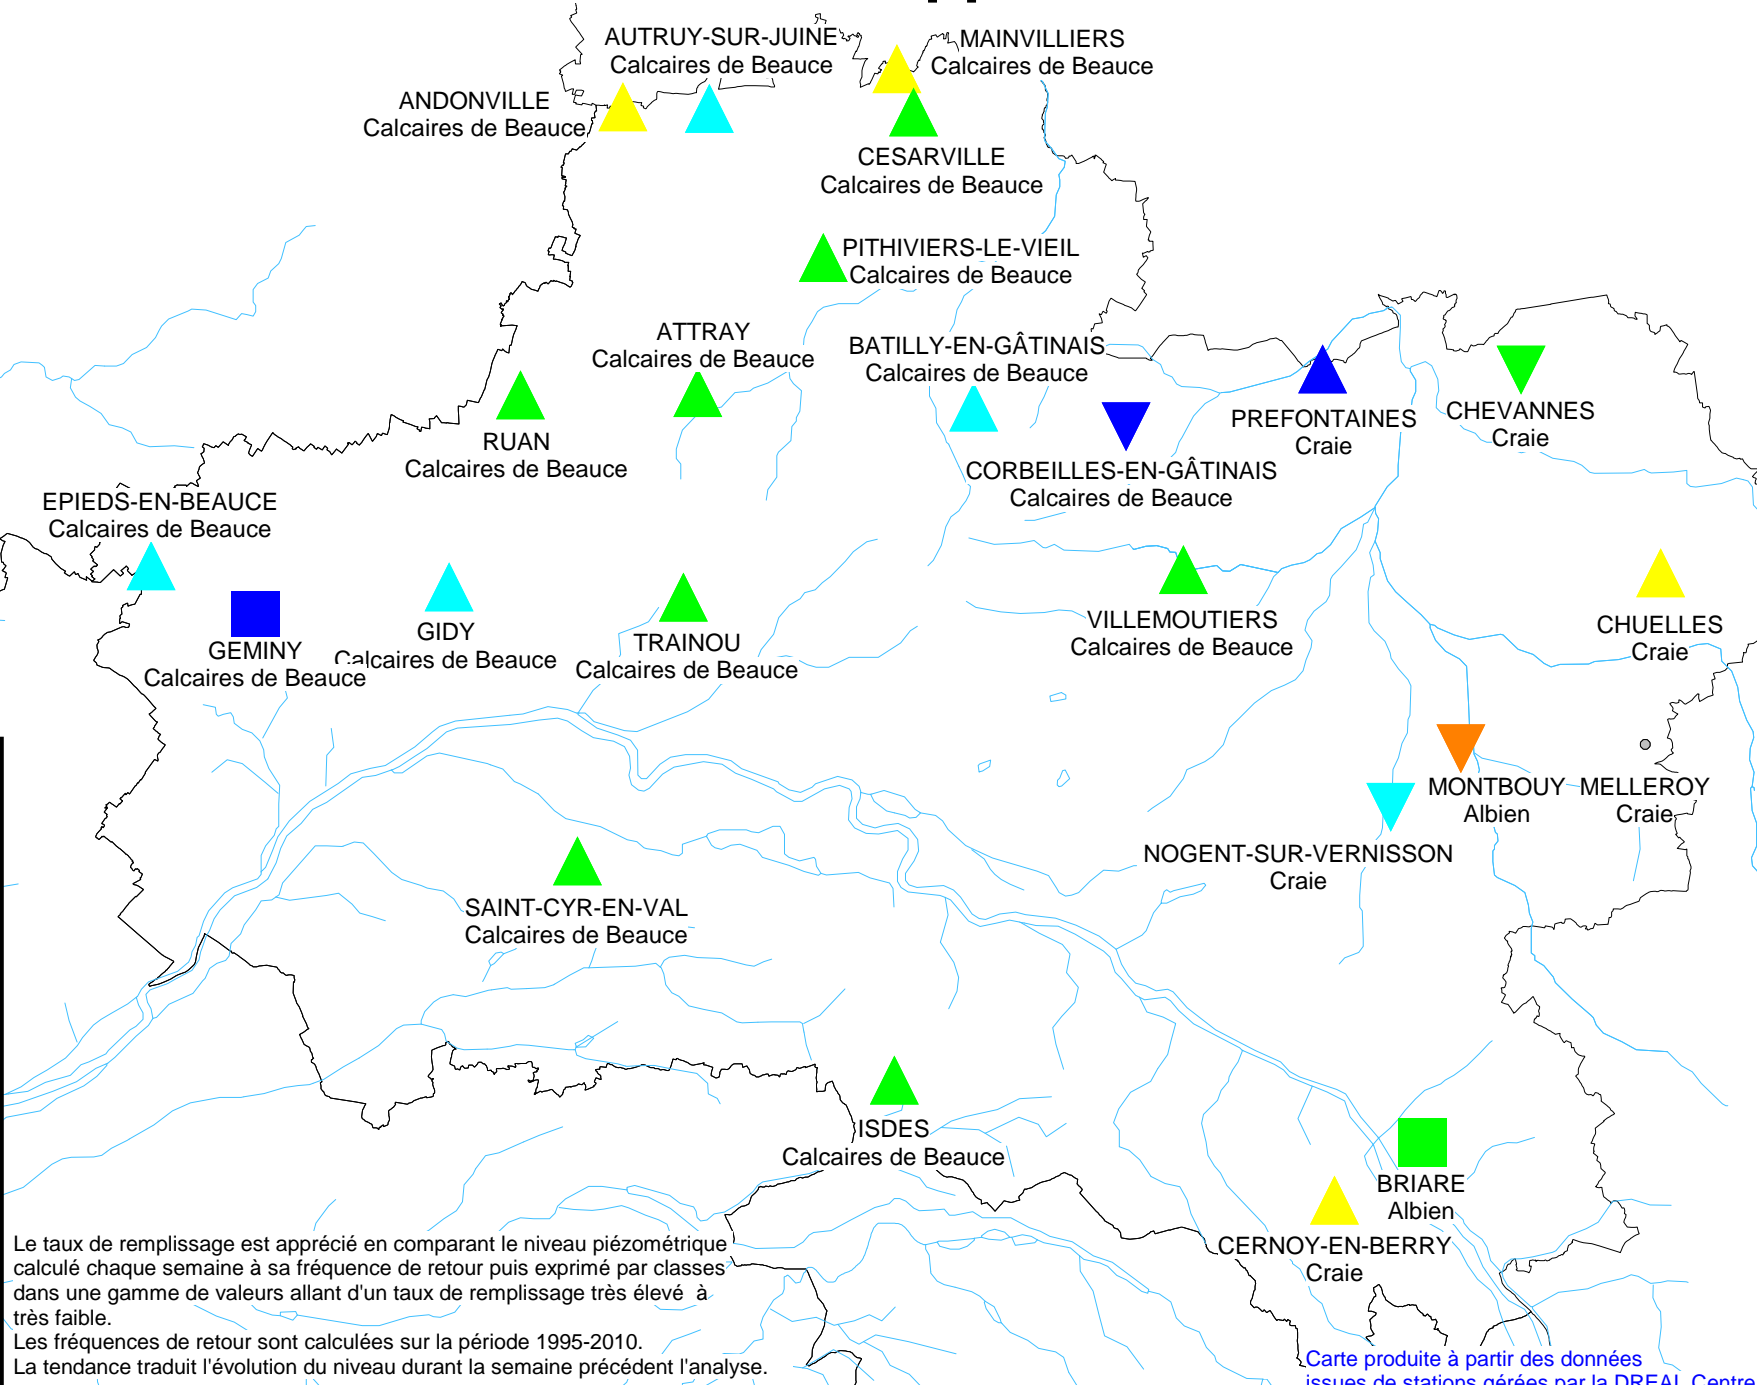 AUTRUY-SUR-JUINE
Calcaires de Beauce
MAINVILLIERS
Calcaires de Beauce
ANDONVILLE
Calcaires de Beauce
CESARVILLE
Calcaires de Beauce
PITHIVIERS-LE-VIEIL
Calcaires de Beauce
ATTRAY
Calcaires de Beauce
BATILLY-EN-GÂTINAIS
Calcaires de Beauce
RUAN
Calcaires de Beauce
PREFONTAINES
Craie
CHEVANNES
Craie
CORBEILLES-EN-GÂTINAIS
Calcaires de Beauce
EPIEDS-EN-BEAUCE
Calcaires de Beauce
GEMINY
Calcaires de Beauce
GIDY
Calcaires de Beauce
TRAINOU
Calcaires de Beauce
VILLEMOUTIERS
Calcaires de Beauce
CHUELLES
Craie
MONTBOUY
Albien
MELLEROY
Craie
NOGENT-SUR-VERNISSON
Craie
SAINT-CYR-EN-VAL
Calcaires de Beauce
ISDES
Calcaires de Beauce
BRIARE
Albien
CERNOY-EN-BERRY
Craie
Le taux de remplissage est apprécié en comparant le niveau piézométrique
calculé chaque semaine à sa fréquence de retour puis exprimé par classes
dans une gamme de valeurs allant d'un taux de remplissage très élevé à
très faible.
Les fréquences de retour sont calculées sur la période 1995-2010.
La tendance traduit l'évolution du niveau durant la semaine précédent l'analyse.
Carte produite à partir des données
issues de stations gérées par la DREAL Centre